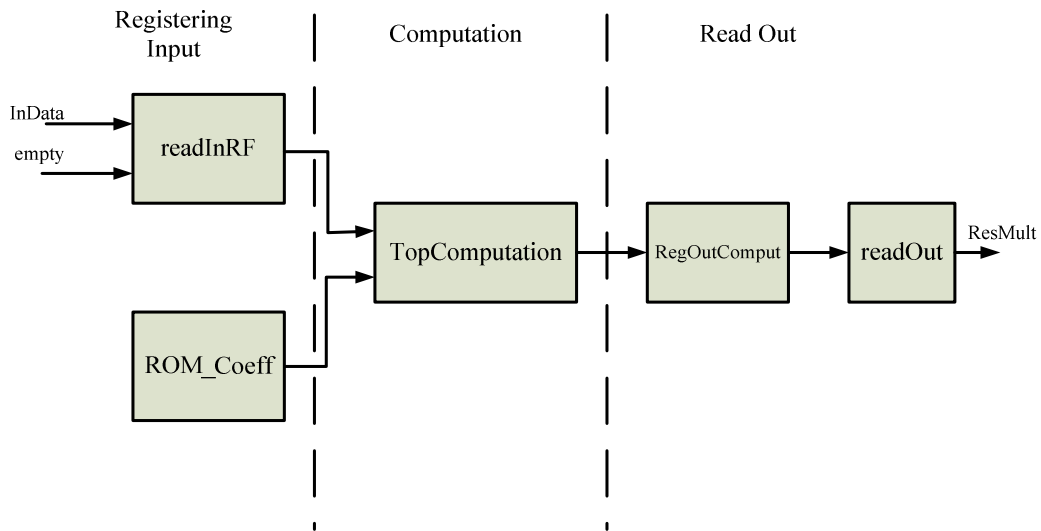 Registering
Input
Computation
Read Out
InData
empty
readInRF
ROM_Coeff
TopComputation
RegOutComput
readOut
ResMult